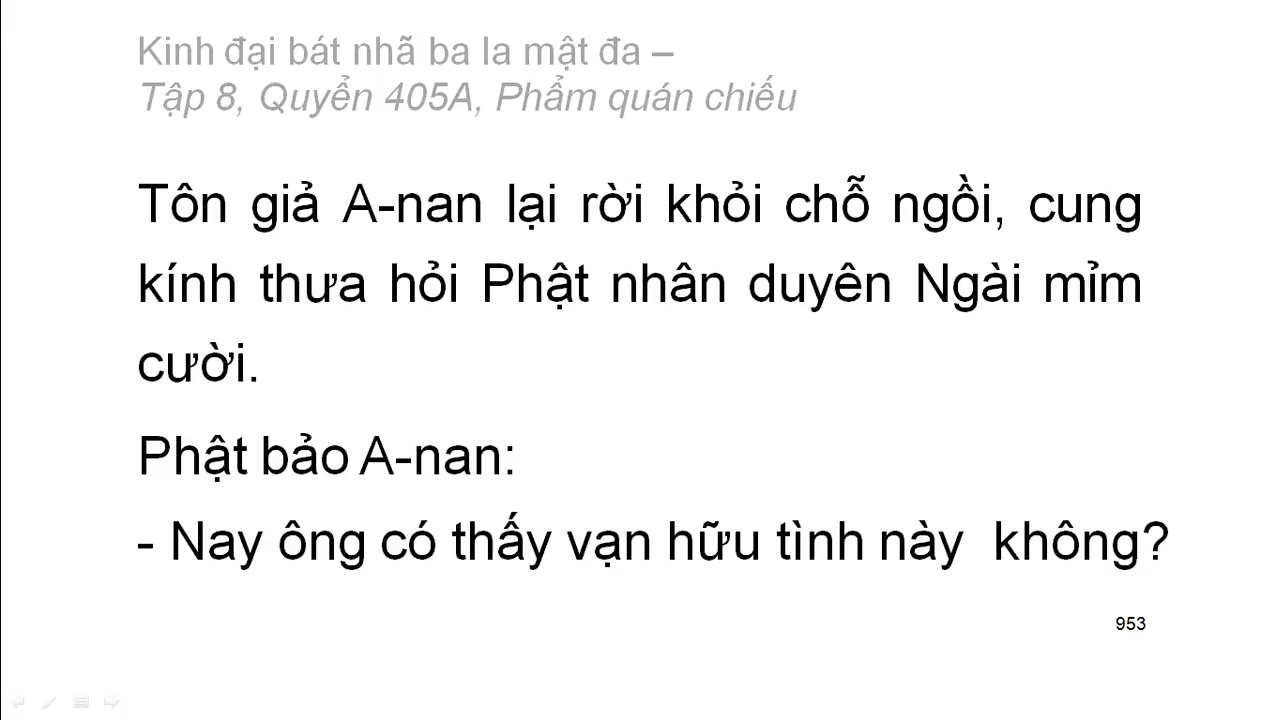 Kinh đại bát nhã ba la mật đa –
Tập 8, Quyển 405A, Phẩm quán chiếu
Tôn giả A-nan lại rời khỏi chỗ ngồi, cung
kính thưa hỏi Phật nhân duyên Ngài mỉm
cười.
Phật bảo A-nan:
- Nay ông có thấy vạn hữu tình này  không?
953